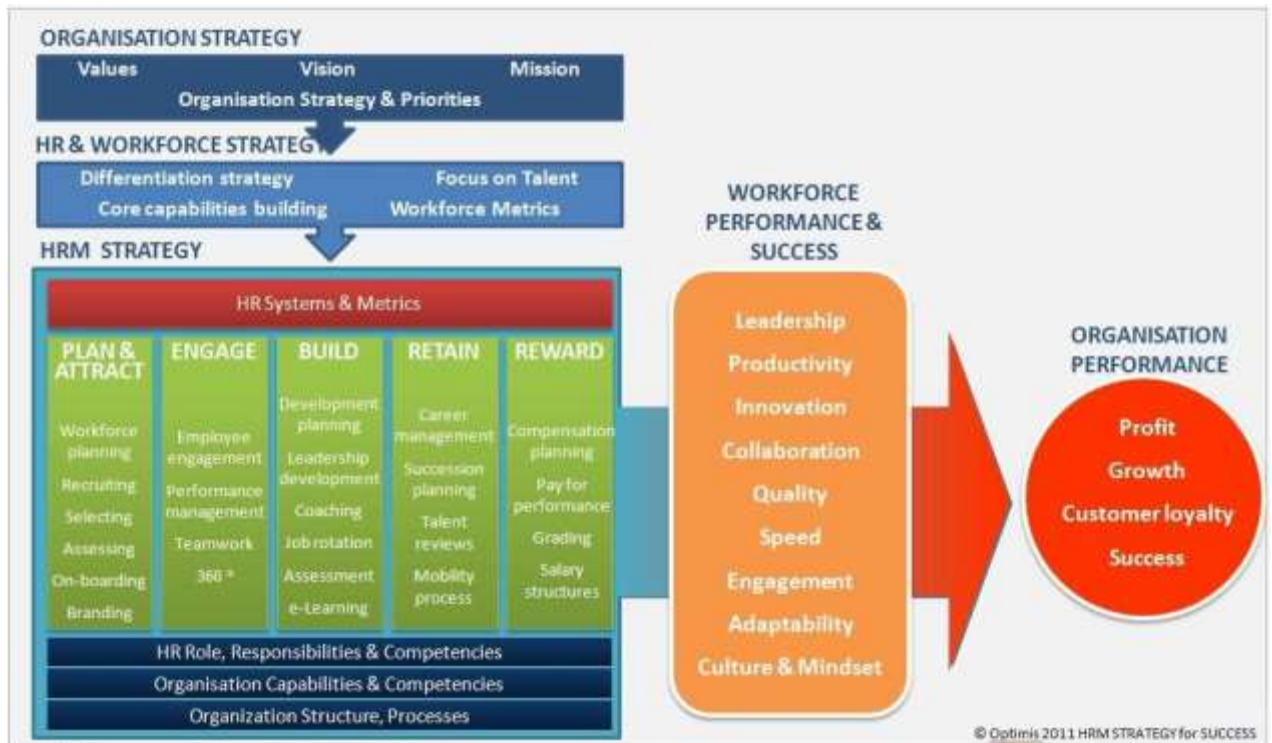 ORGANISATION STRATEGY
Values Vision Mission
Organisation Strategy & Priorities
HR & WORKFORCE STRATEGY
Differentiation strategy Focus on Talent
Core capabilities building Workforce Metrics
HRM STRATEGY
HR Systems & Metrics
PLAN &
ATTRACT
Workforce
planning
Recruiting
Selecting
Assessing
On-boarding
Branding
ENGAGE
Employee
engagement
Performance
management
Teamwork
360 °
BUILD
Development
planning
Leadership
development
Coaching
Job rotation
Assessment
e-Learning
RETAIN
Career
management
Succession
planning
Talent
reviews
Mobility
process
REWARD
Compensation
planning
Pay for
performance
Grading
Salary
structures
HR Role, Responsibilities & Competencies
Organisation Capabilities & Competencies
Organization Structure, Processes
WORKFORCE
PERFORMANCE &
SUCCESS
Leadership
Productivity
Innovation
Collaboration
Quality
Speed
Engagement
Adaptability
Culture & Mindset
ORGANISATION
PERFORMANCE
Profit
Growth
Customer loyalty
Success
© Optimis 2011 HRM STRATEGY for SUCCESS